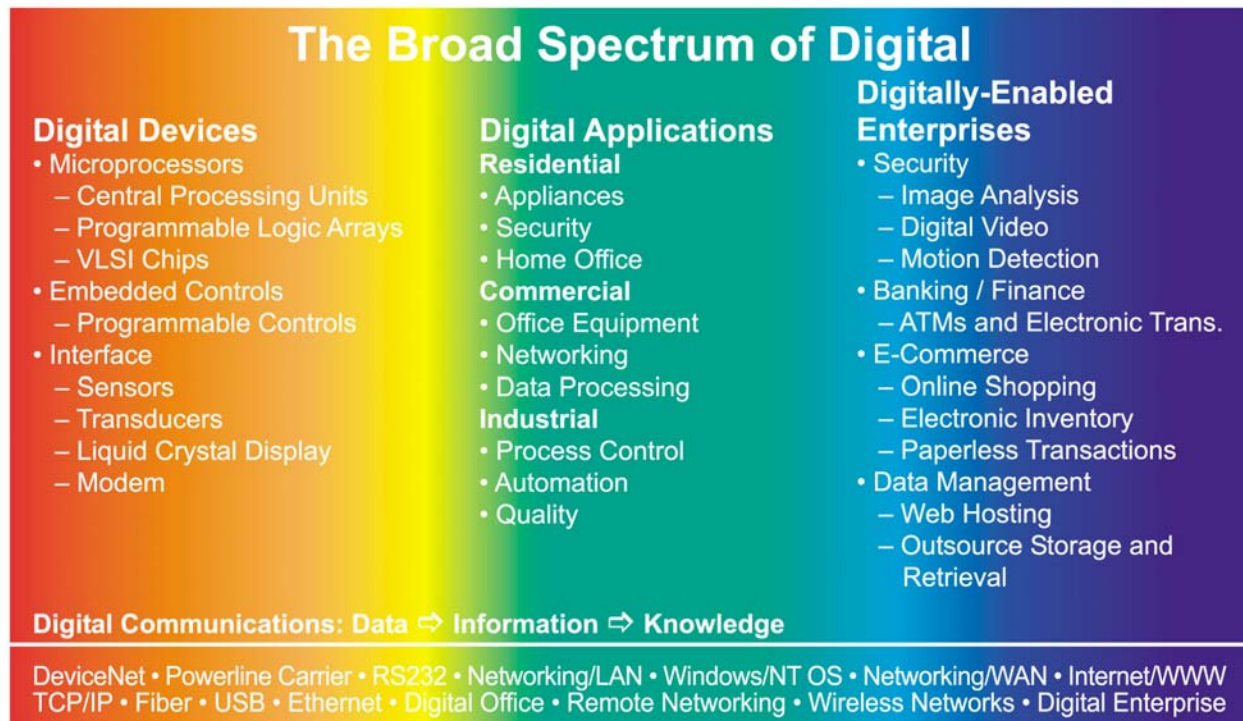 The Broad Spectrum of Digital
Digital Devices
• Microprocessors
– Central Processing Units
– Programmable Logic Arrays
– VLSI Chips
• Embedded Controls
– Programmable Controls
• Interface
– Sensors
– Transducers
– Liquid Crystal Display
– Modem
Digital Applications
Residential
• Appliances
• Security
• Home Office
Commercial
• Office Equipment
• Networking
• Data Processing
Industrial
• Process Control
• Automation
• Quality
Digitally-Enabled
Enterprises
• Security
– Image Analysis
– Digital Video
– Motion Detection
• Banking / Finance
– ATMs and Electronic Trans.
• E-Commerce
– Online Shopping
– Electronic Inventory
– Paperless Transactions
• Data Management
– Web Hosting
– Outsource Storage and
Retrieval
Digital Communications: Data ⇨ Information ⇨ Knowledge
DeviceNet • Powerline Carrier • RS232 • Networking/LAN • Windows/NT OS • Networking/WAN • Internet/WWW
TCP/IP • Fiber • USB • Ethernet • Digital Office • Remote Networking • Wireless Networks • Digital Enterprise